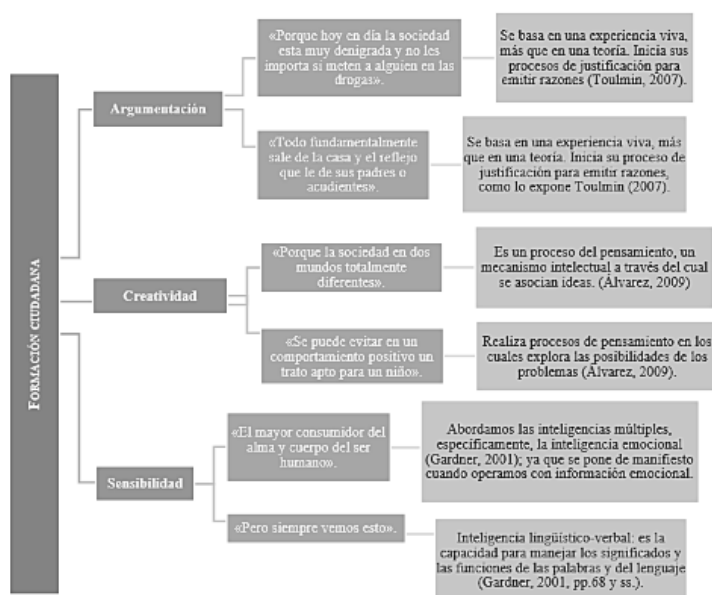 FORMACIÓN CIUDADANA
Argumentación
«Porque hoy en día la sociedad
esta muy denigrada y no les
importa si meten a alguien en las
drogas».
Se basa en una experiencia viva,
más que en una teoría. Inicia sus
procesos de justificación para
emitir razones (Toulmin, 2007).
«Todo fundamentalmente
sale de la casa y el reflejo
que le de sus padres o
acudientes».
Se basa en una experiencia viva, más
que en una teoría. Inicia su proceso de
justificación para emitir razones,
como lo expone Toulmin (2007).
Creatividad
«Porque la sociedad en dos
mundos totalmente
diferentes».
Es un proceso del pensamiento, un
mecanismo intelectual a través del cual
se asocian ideas. (Álvarez, 2009)
«Se puede evitar en un
comportamiento positivo un
trato apto para un niño».
Realiza procesos de pensamiento en los
cuales explora las posibilidades de los
problemas (Álvarez, 2009).
Sensibilidad
«El mayor consumidor del
alma y cuerpo del ser
humano».
Abordamos las inteligencias múltiples,
específicamente, la inteligencia emocional
(Gardner, 2001); ya que se pone de manifiesto
cuando operamos con información emocional.
«Pero siempre vemos esto».
Inteligencia lingüístico-verbal: es la
capacidad para manejar los significados y
las funciones de las palabras y del lenguaje
(Gardner, 2001, pp.68 y ss.).